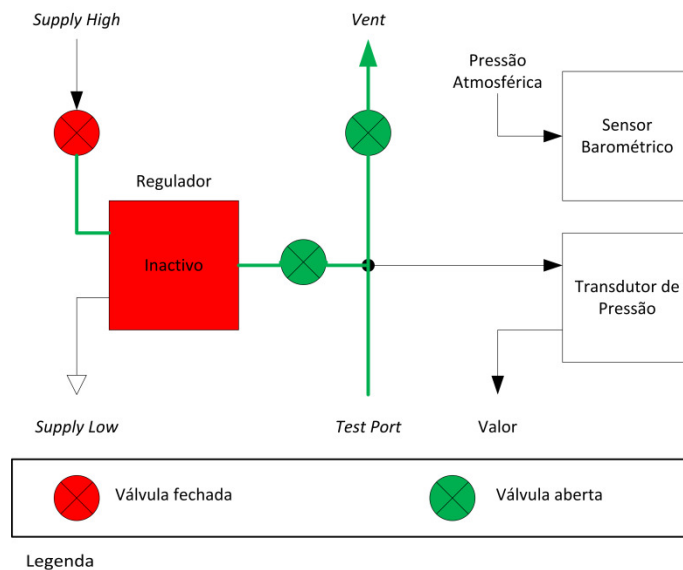 Supply High
Vent
Pressão
Atmosférica
Sensor
Barométrico
Regulador
Inactivo
Transdutor de
Pressão
Supply Low
Test Port
Valor
Válvula fechada
Válvula aberta
Legenda